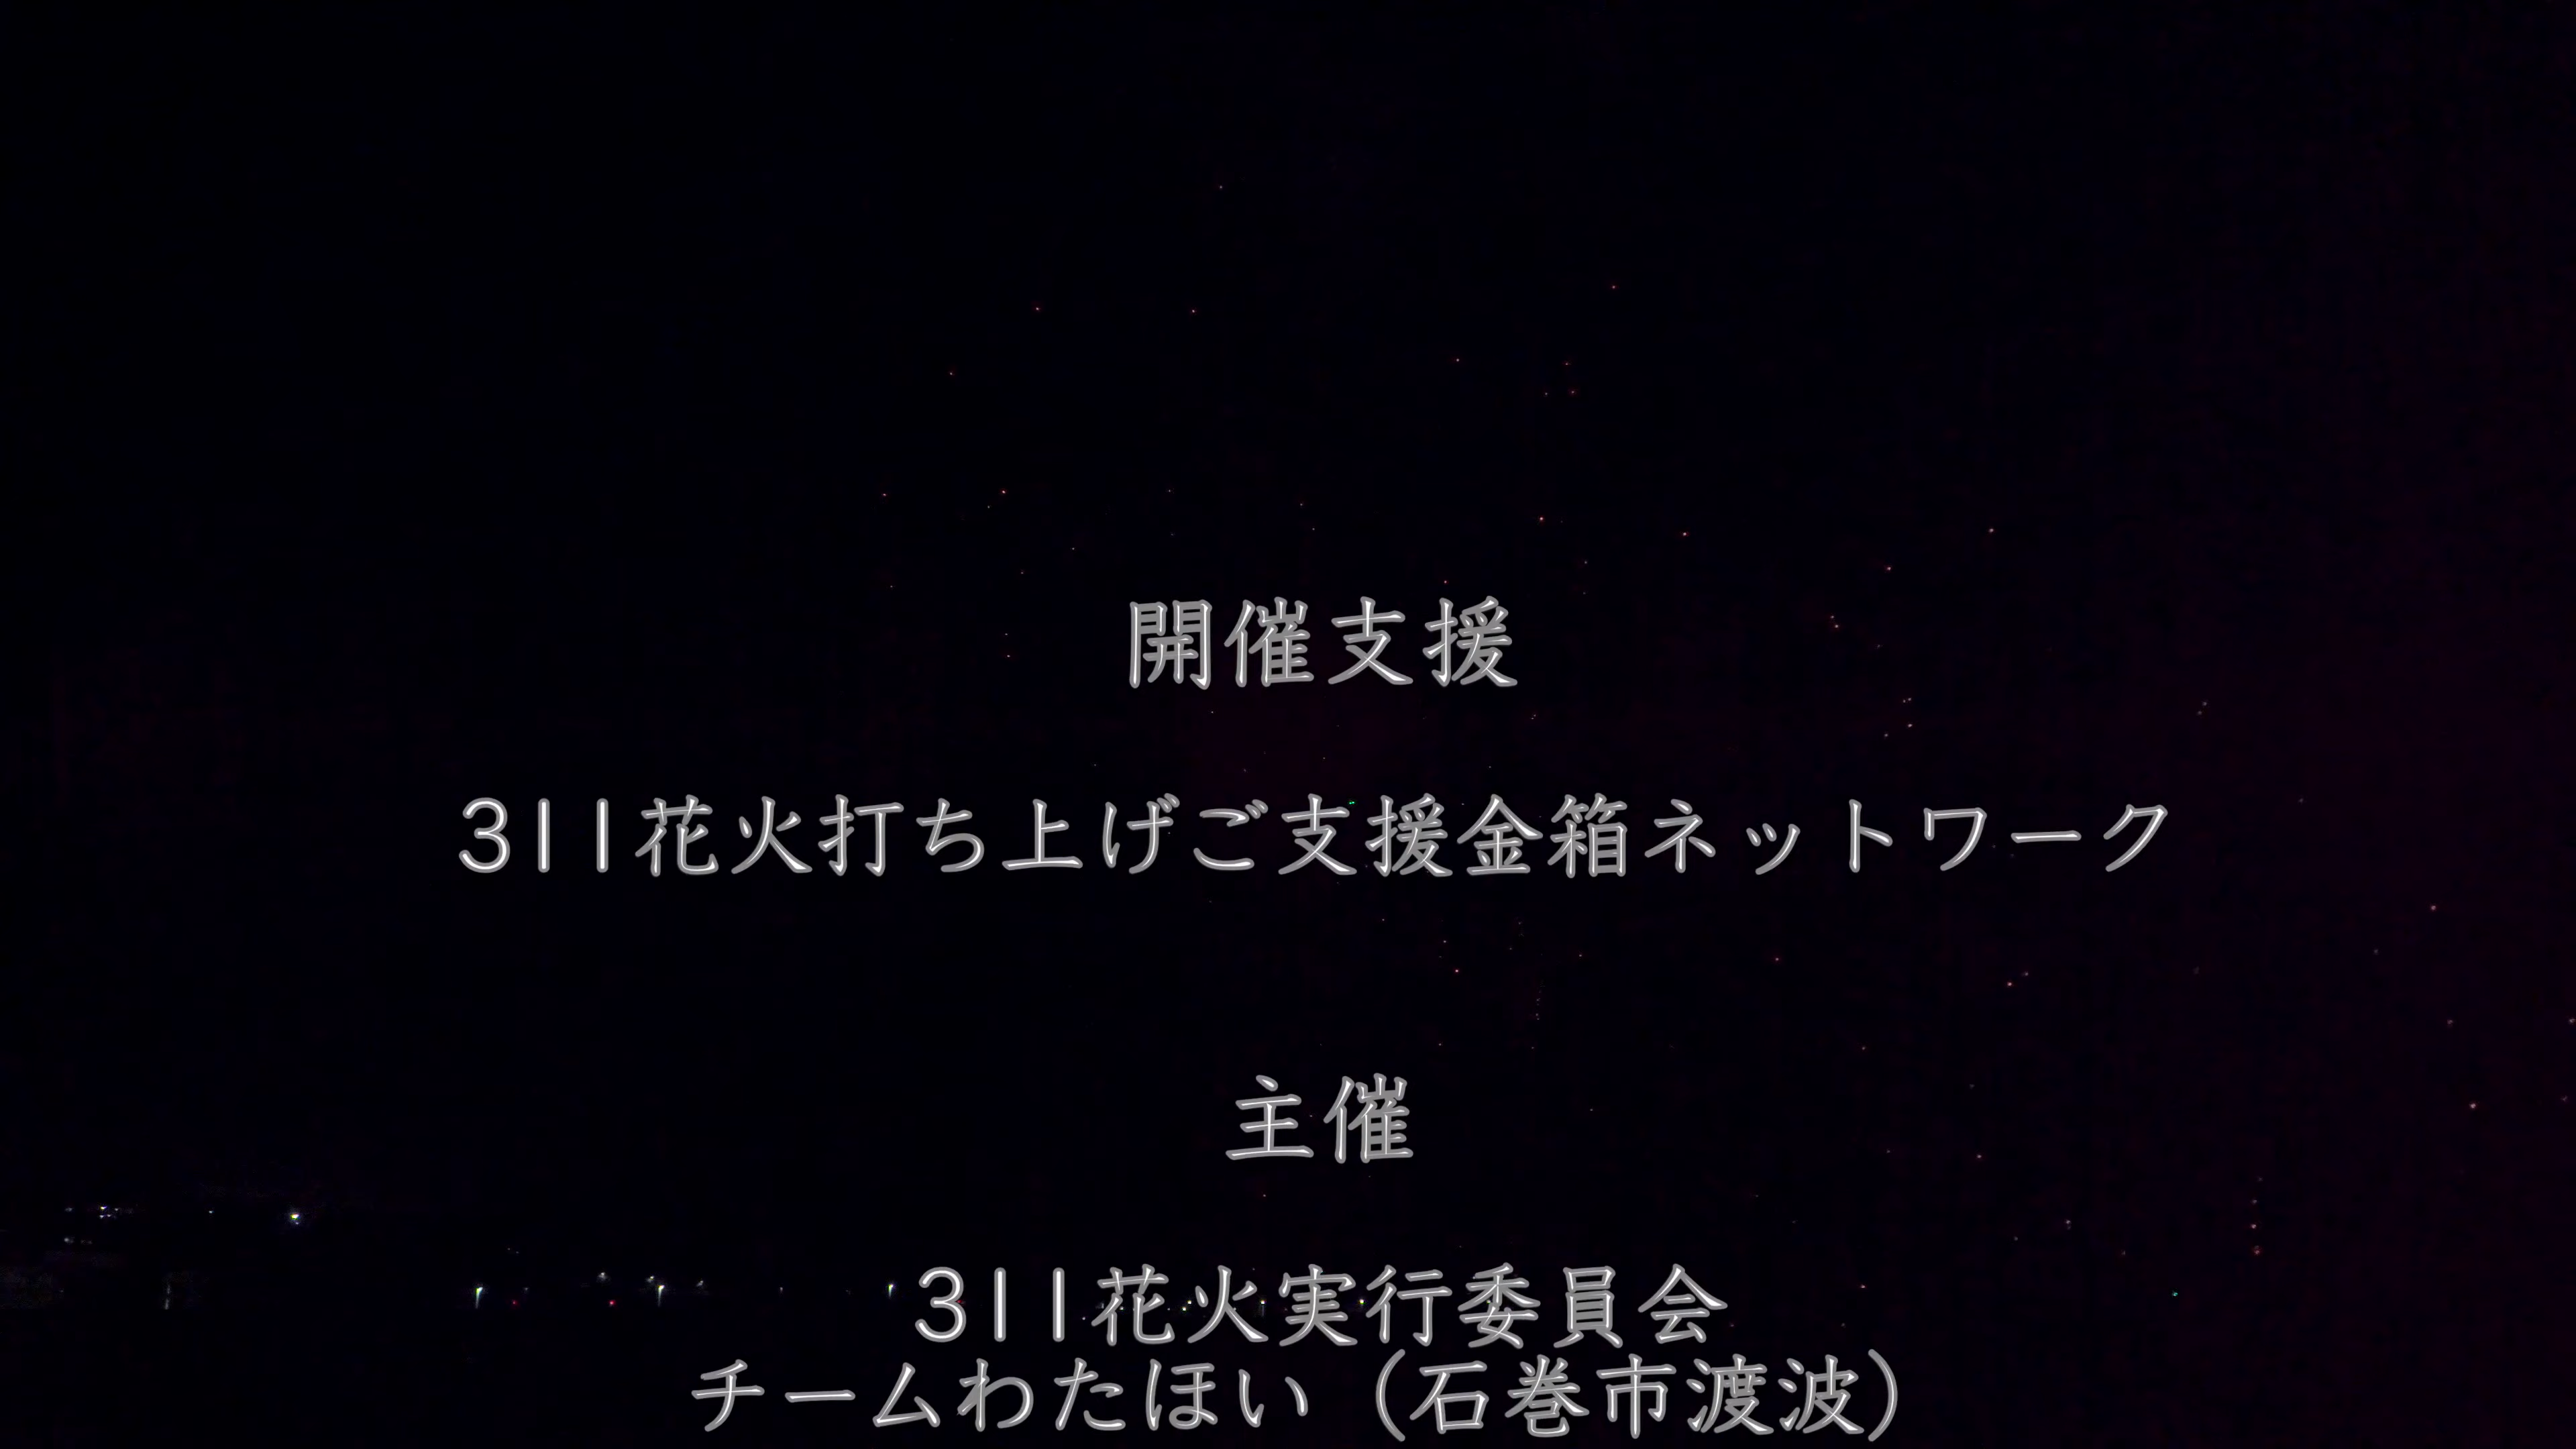 開催支援
311花火打ち上げご支援金箱ネットワーク
主催
311花火実行委員会
チームわたほい（石巻市渡波）